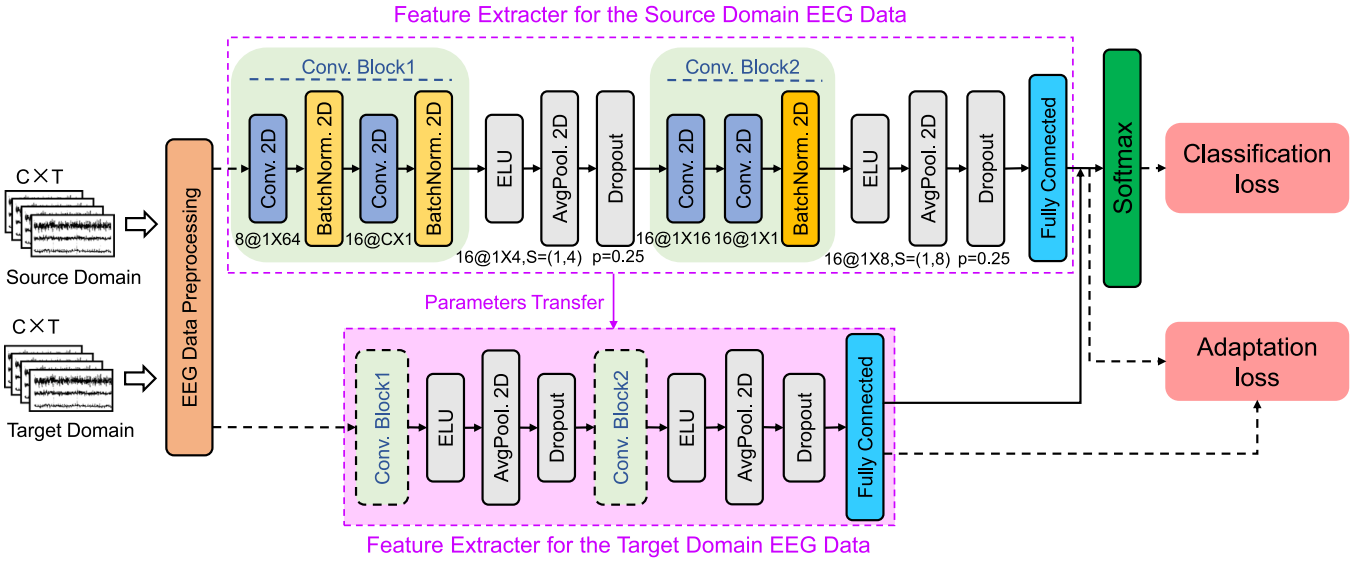 Feature Extracter for the Source Domain EEG Data
Conv. Block1
Conv. Block2
C×T
Source Domain
EEG Data Preprocessing
Conv. 2D
BatchNorm. 2D
Conv. 2D
BatchNorm. 2D
ELU
AvgPool. 2D
Dropout
Conv. 2D
Conv. 2D
BatchNorm. 2D
ELU
AvgPool. 2D
Dropout
Fully Connected
Softmax
Classification
loss
8@1X64
16@CX1
16@1X4,S=(1,4)
p=0.25
16@1X16
16@1X1
16@1X8,S=(1,8)
p=0.25
Parameters Transfer
C×T
Target Domain
Conv. Block1
ELU
AvgPool. 2D
Dropout
Conv. Block2
ELU
AvgPool. 2D
Dropout
Fully Connected
Adaptation
loss
Feature Extracter for the Target Domain EEG Data